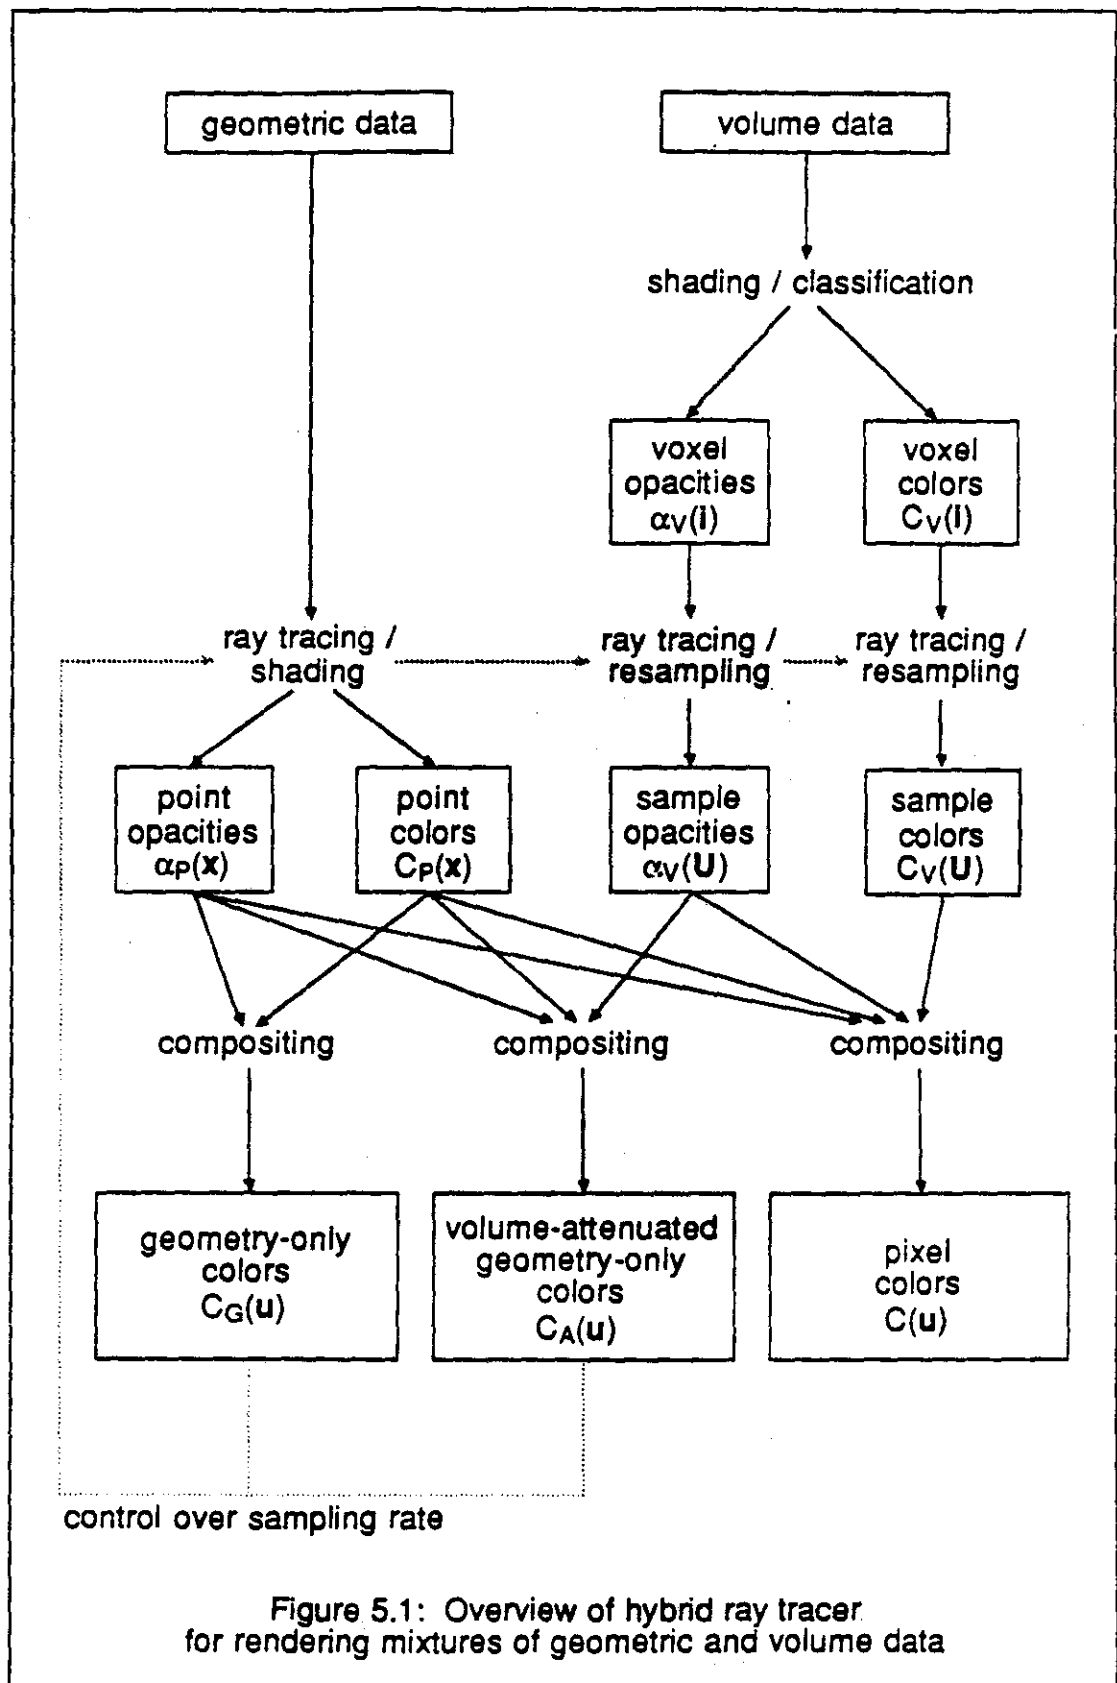 geometric data
volume data
shading / classification
voxel
opacities
αV(i)
voxel
colors
CV(i)
ray tracing /
shading
ray tracing /
resampling
ray tracing /
resampling
point
opacities
αP(x)
point
colors
CP(x)
sample
opacities
αV(U)
sample
colors
CV(U)
compositing
compositing
compositing
geometry-only
colors
CG(u)
volume-attenuated
geometry-only
colors
CA(u)
pixel
colors
C(u)
control over sampling rate
Figure 5.1: Overview of hybrid ray tracer
for rendering mixtures of geometric and volume data